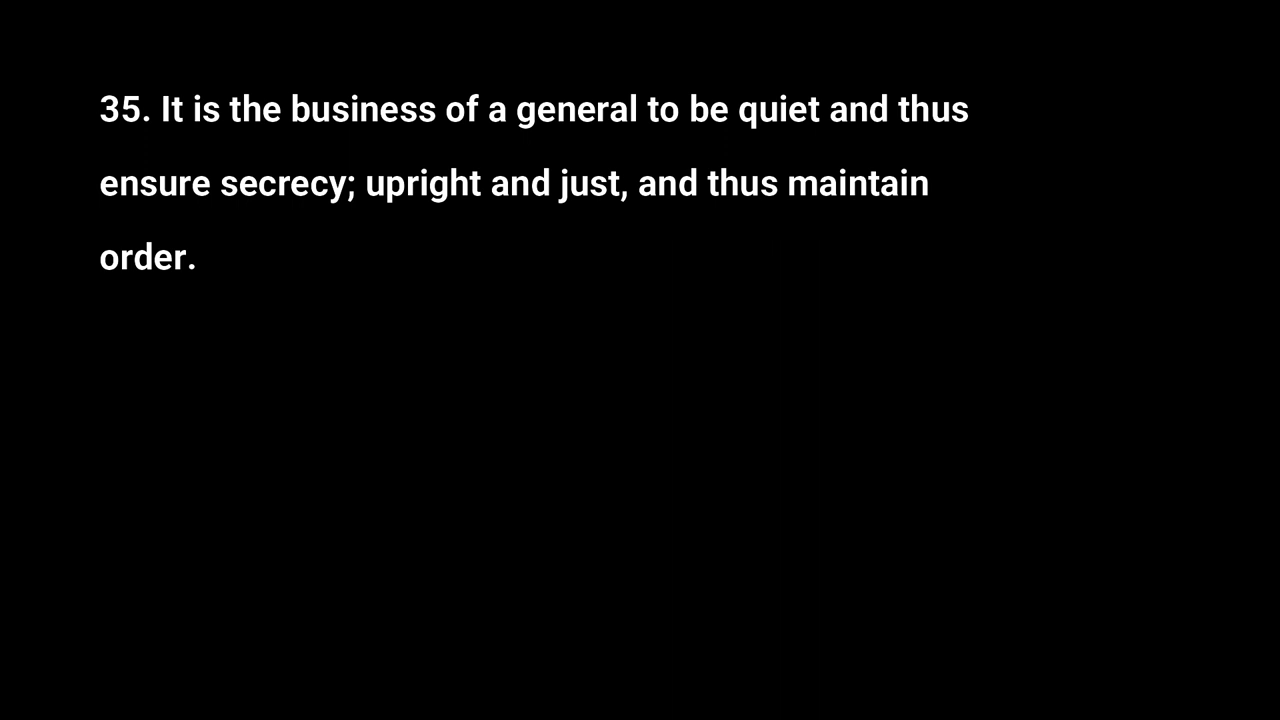 35. It is the business of a general to be quiet and thus
ensure secrecy; upright and just, and thus maintain
order.